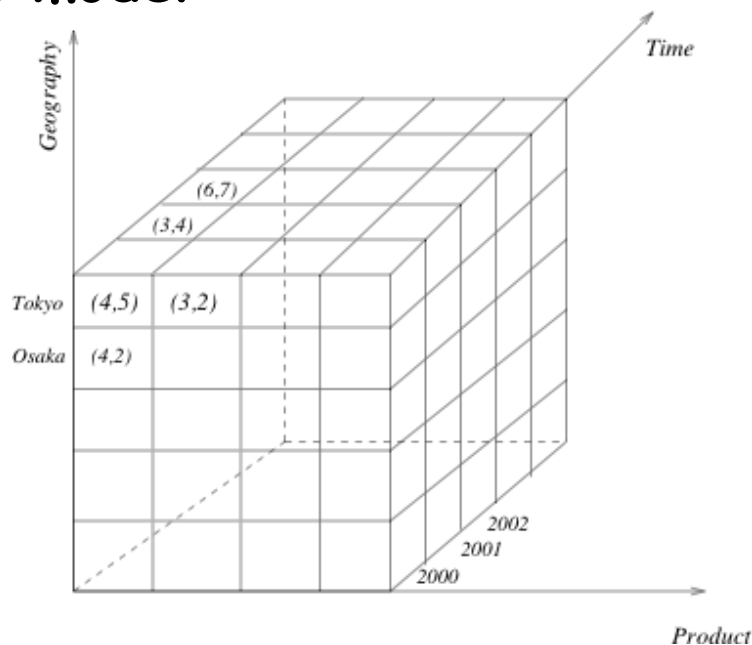 Geography
Time
(6,7)
(3,4)
Tokyo (4,5) (3,2)
Osaka (4,2)
2002
2001
2000
Product